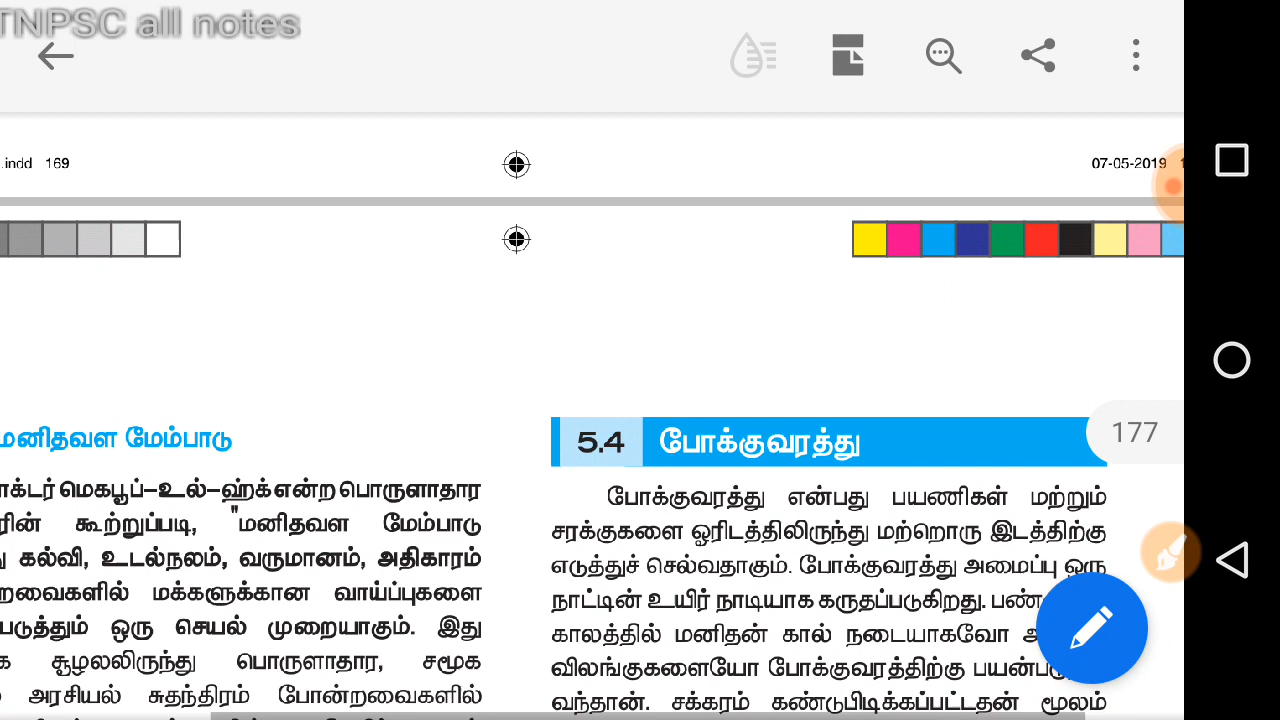 TNPSC all notes
.indd 169
07-05-2019
177
மனிதவள மேம்பாடு
மெகபூப்–உல்–ஹக் என்ற பொருளாதார
கூற்றுப்படி, "மனிதவள மேம்பாடு
கல்வி, உடல்நலம், வருமானம், அதிகாரம்
மக்களுக்கான வாய்ப்புகளை
ஒரு செயல் முறையாகும். இது
சூழலலிருந்து பொருளாதார, சமூக
அரசியல் சுதந்திரம் போன்றவைகளில்
5.4 போக்குவரத்து
போக்குவரத்து என்பது பயணிகள் மற்றும்
சரக்குகளை ஓரிடத்திலிருந்து மற்றொரு இடத்திற்கு
எடுத்துச் செல்வதாகும். போக்குவரத்து அமைப்பு ஒரு
நாட்டின் உயிர் நாடியாக கருதப்படுகிறது.
காலத்தில் மனிதன் கால் நடையாகவோ
விலங்குகளையோ போக்குவரத்திற்கு
வந்தான். சக்கரம் கண்டுபிடிக்கப்பட்டதன் மூலம்